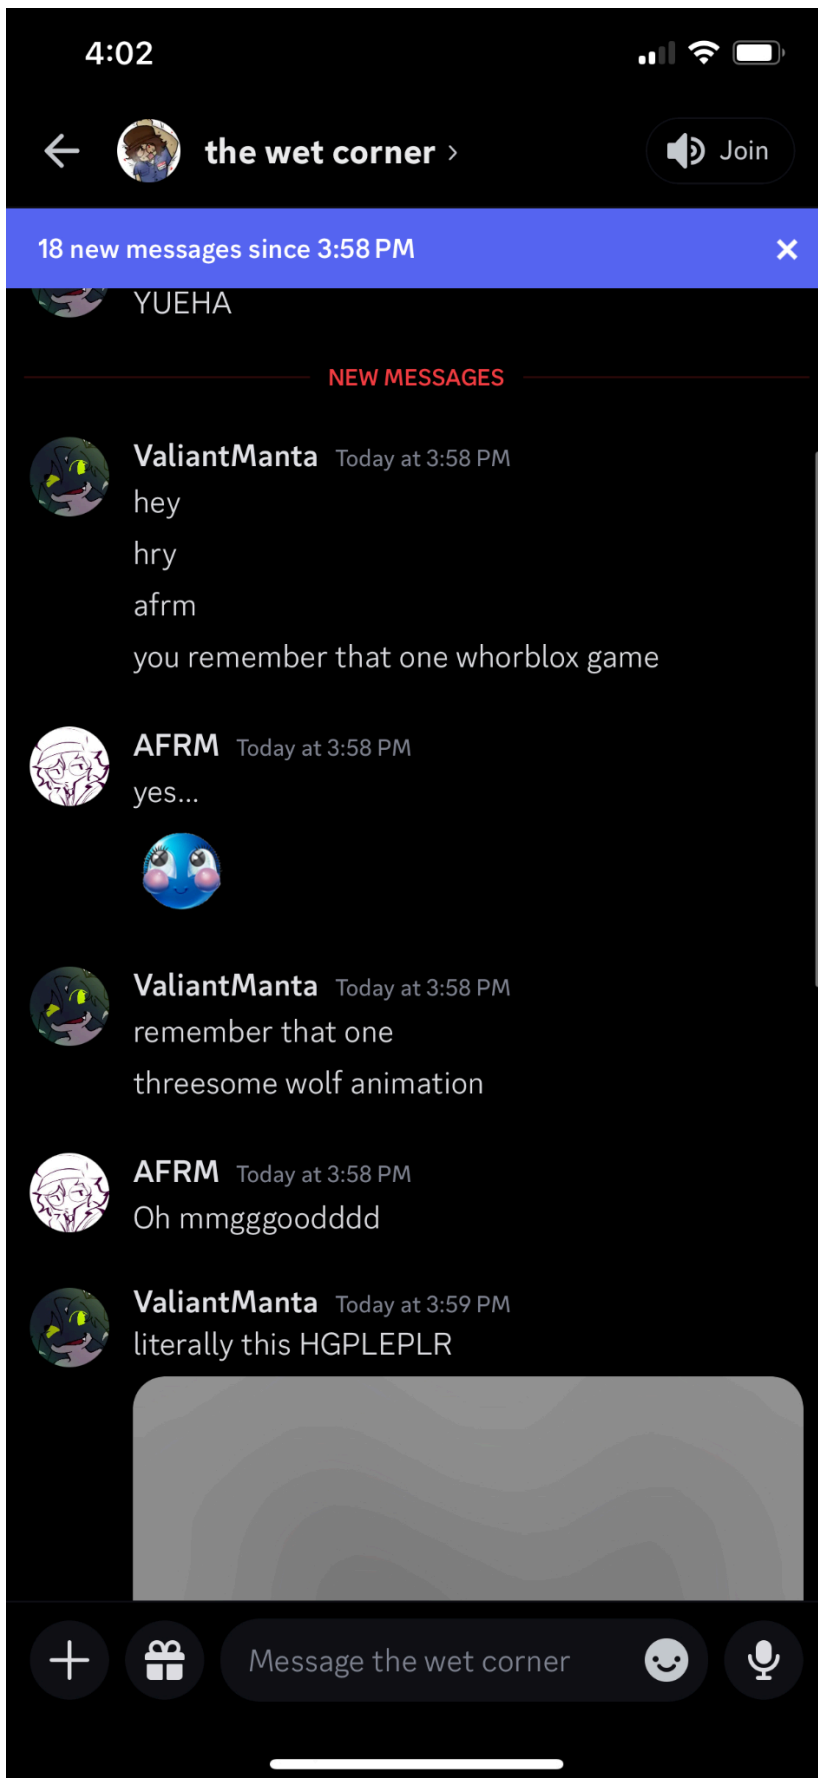 4:02
the wet corner ›
Join
18 new messages since 3:58 PM
YUEHA
NEW MESSAGES
ValiantManta Today at 3:58 PM
hey
hry
afrm
you remember that one whorblox game
AFRM Today at 3:58 PM
yes...
ValiantManta Today at 3:58 PM
remember that one
threesome wolf animation
AFRM Today at 3:58 PM
Oh mmgggoodddd
ValiantManta Today at 3:59 PM
literally this HGPLEPLR
Message the wet corner